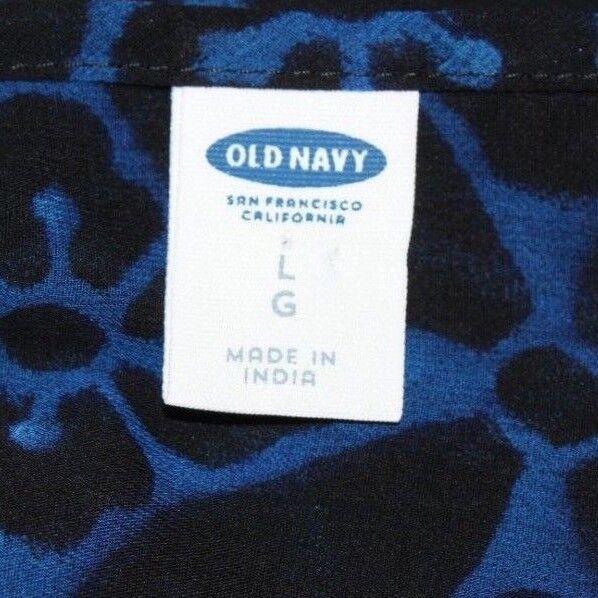 OLD NAVY
SAN FRANCISCO
CALIFORNIA
L
G
MADE IN
INDIA